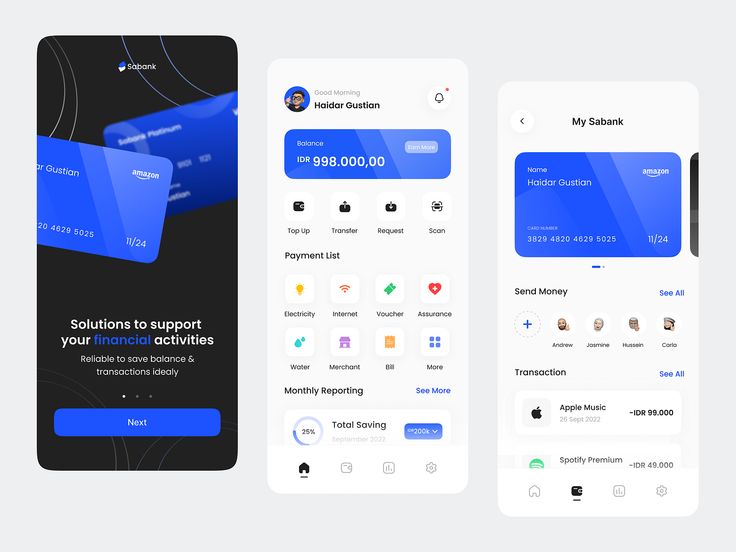 Sabank
Sabank Platinum
9101 1121
dar Gustian
amazon
820 4629 5025
11/24
Solutions to support
your financial activities
Reliable to save balance &
transactions idealy
Next
Good Morning
Haidar Gustian
Balance
IDR 998.000,00
Earn More
Top Up
Transfer
Request
Scan
Payment List
Electricity
Internet
Voucher
Assurance
Water
Merchant
Bill
More
Monthly Reporting
See More
25%
Total Saving
September 2022
200k
My Sabank
Name
Haidar Gustian
amazon
CARD NUMBER
3829 4820 4629 5025
11/24
Send Money
See All
Andrew
Jasmine
Hussein
Carla
Transaction
See All
Apple Music
26 Sept 2022
-IDR 99.000
Spotify Premium
-IDR 49.000